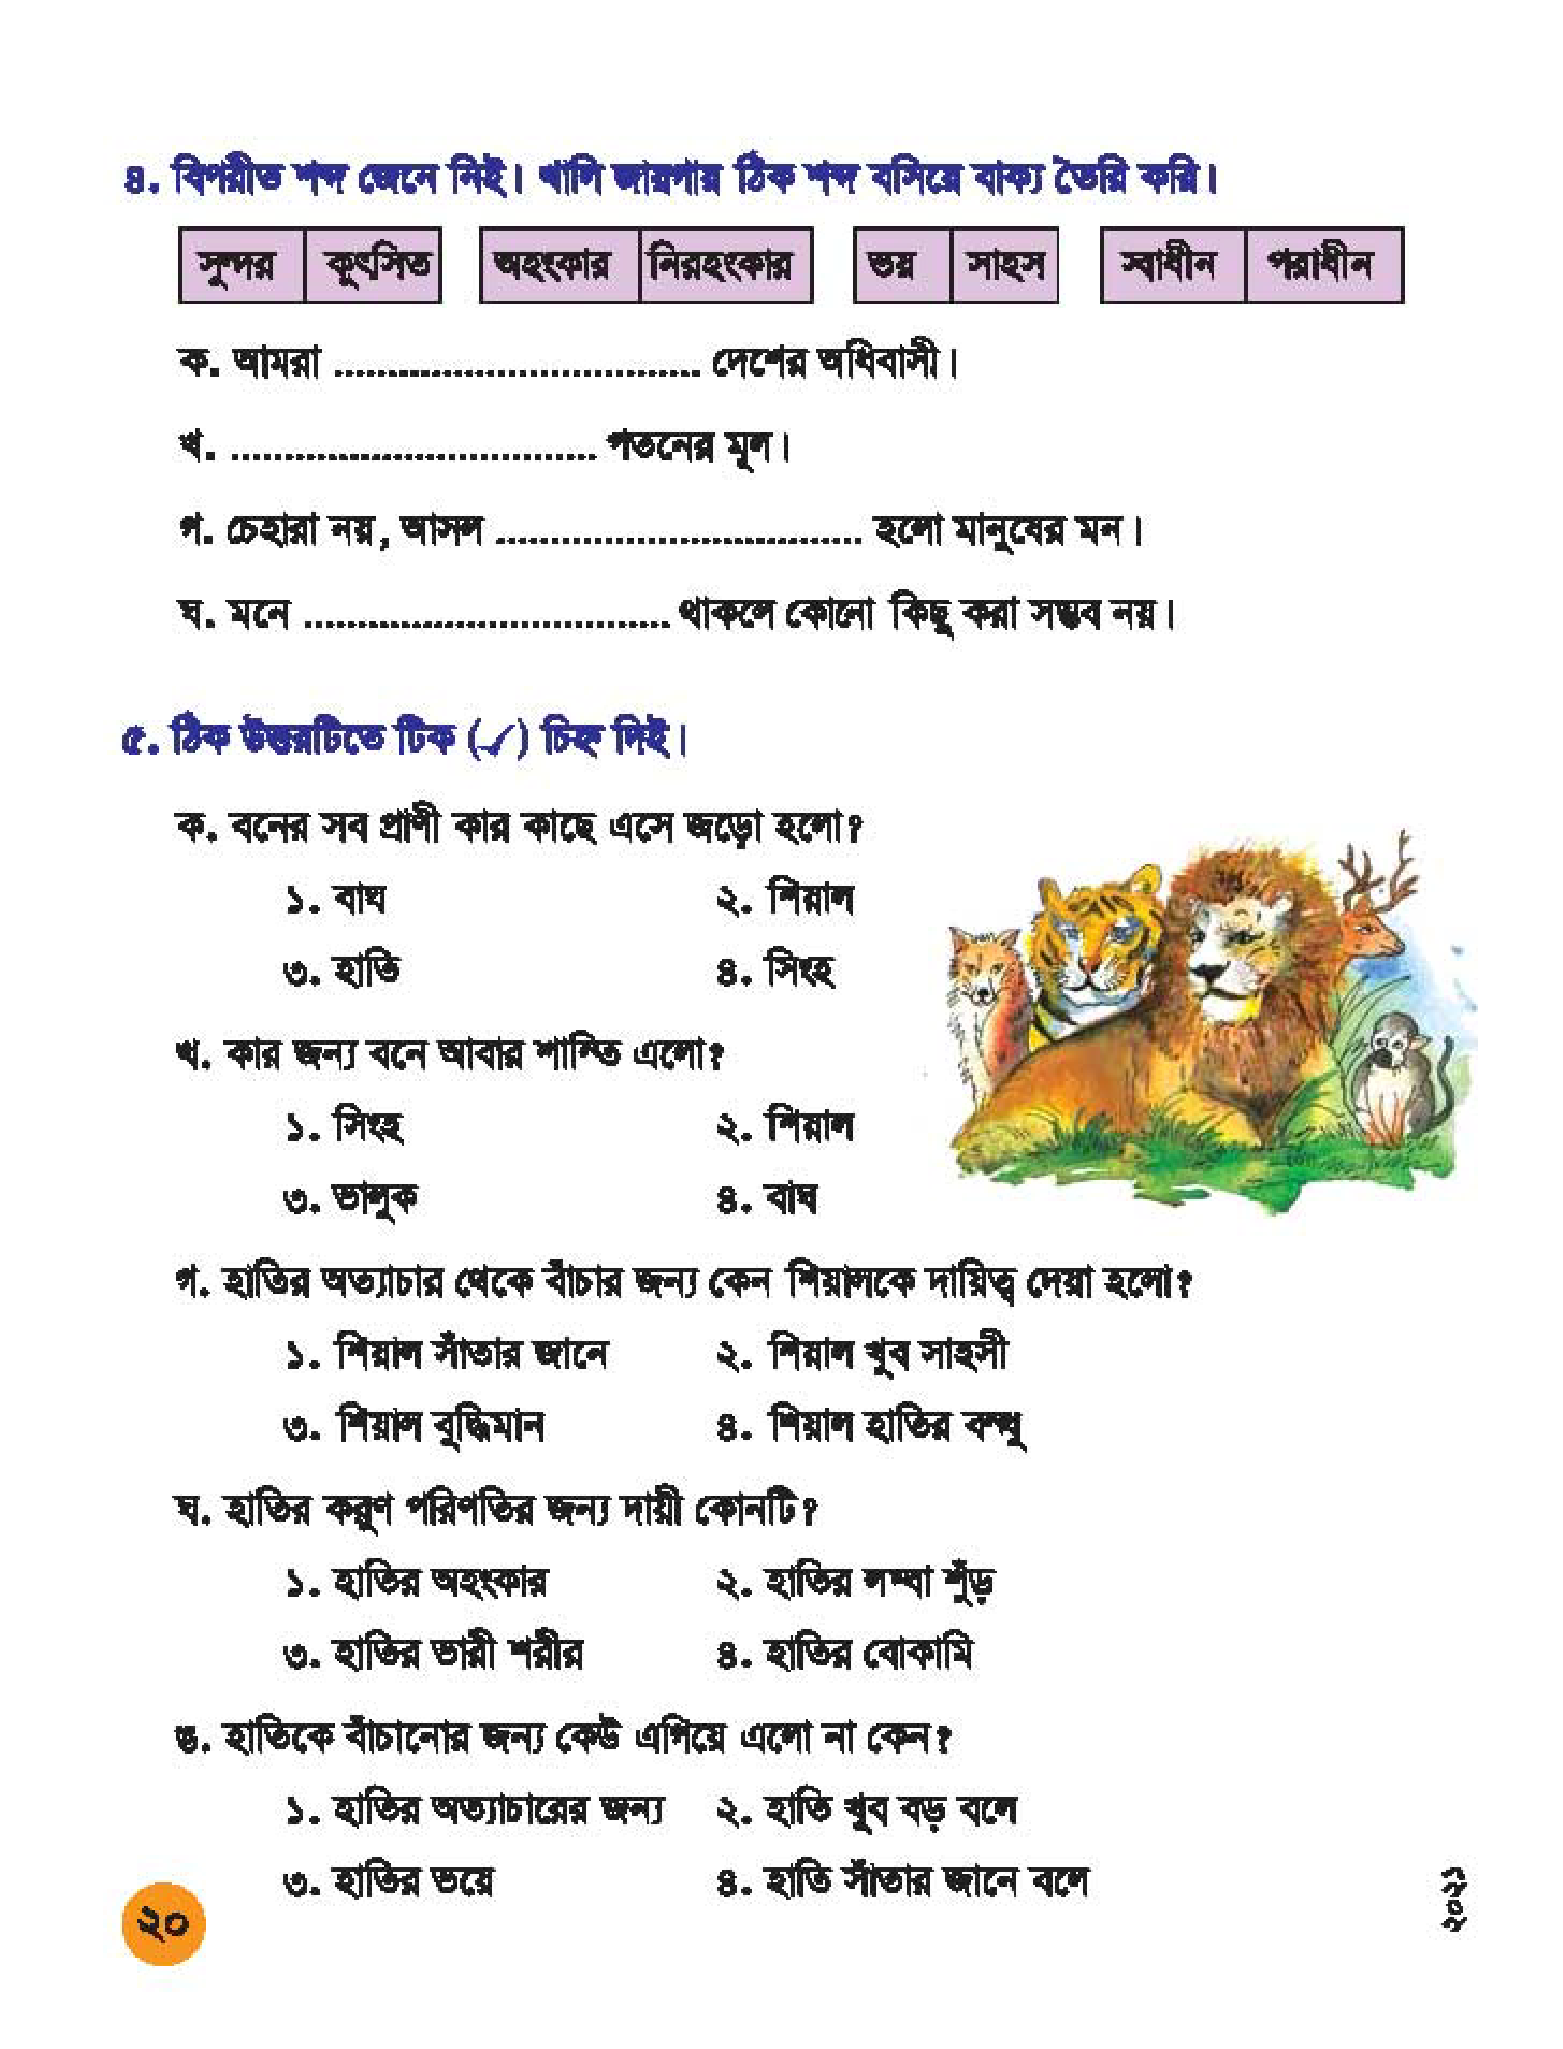 ৪. বিপরীত শব্দ জেনে নিই। খালি জায়গায় ঠিক শব্দ বসিয়ে বাক্য তৈরি করি।
সুন্দর কুৎসিত অহংকার নিরহংকার ভয় সাহস স্বাধীন পরাধীন
ক. আমরা .................................. দেশের অধিবাসী।
খ. .................................. পতনের মূল।
গ. চেহারা নয়, আসল .................................. হলো মানুষের মন।
ঘ. মনে .................................. থাকলে কোনো কিছু করা সম্ভব নয়।
৫. ঠিক উত্তরটিতে টিক (✓) চিহ্ন দিই।
ক. বনের সব প্রাণী কার কাছে এসে জড়ো হলো?
১. বাঘ ২. শিয়াল
৩. হাতি ৪. সিংহ
খ. কার জন্য বনে আবার শান্তি এলো?
১. সিংহ ২. শিয়াল
৩. ভালুক ৪. বাঘ
গ. হাতির অত্যাচার থেকে বাঁচার জন্য কেন শিয়ালকে দায়িত্ব দেয়া হলো?
১. শিয়াল সাঁতার জানে ২. শিয়াল খুব সাহসী
৩. শিয়াল বুদ্ধিমান ৪. শিয়াল হাতির বন্ধু
ঘ. হাতির করুণ পরিণতির জন্য দায়ী কোনটি?
১. হাতির অহংকার ২. হাতির লম্বা শুঁড়
৩. হাতির ভারী শরীর ৪. হাতির বোকামি
ঙ. হাতিকে বাঁচানোর জন্য কেউ এগিয়ে এলো না কেন?
১. হাতির অত্যাচারের জন্য ২. হাতি খুব বড় বলে
৩. হাতির ভয়ে ৪. হাতি সাঁতার জানে বলে
২০
২০২১